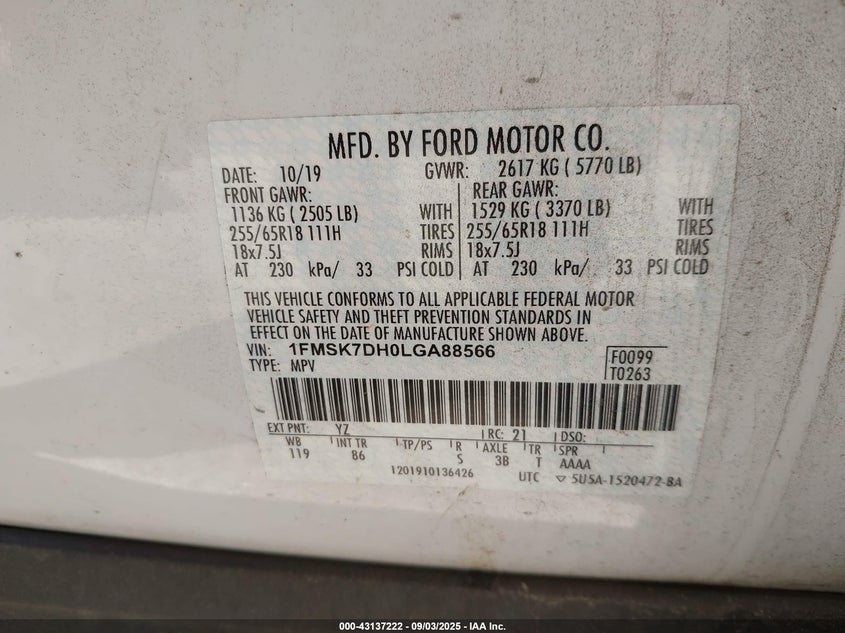 MFD. BY FORD MOTOR CO.
DATE: 10/19 GVWR: 2617 KG ( 5770 LB)
FRONT GAWR: REAR GAWR:
1136 KG ( 2505 LB) WITH 1529 KG ( 3370 LB) WITH
255/65R18 111H TIRES 255/65R18 111H TIRES
18x7.5J RIMS 18x7.5J RIMS
AT 230 kPa/ 33 PSI COLD AT 230 kPa/ 33 PSI COLD
THIS VEHICLE CONFORMS TO ALL APPLICABLE FEDERAL MOTOR
VEHICLE SAFETY AND THEFT PREVENTION STANDARDS IN
EFFECT ON THE DATE OF MANUFACTURE SHOWN ABOVE.
VIN: 1FMSK7DH0LGA88566 F0099
TYPE: MPV T0263
EXT PNT: YZ RC: 21 DSO:
WB INT TR TP/PS R AXLE TR SPR
119 86 S 3B T AAAA
1201910136426 UTC ▽ 5U5A-1520472-BA
000-43137222 - 09/03/2025 - IAA Inc.